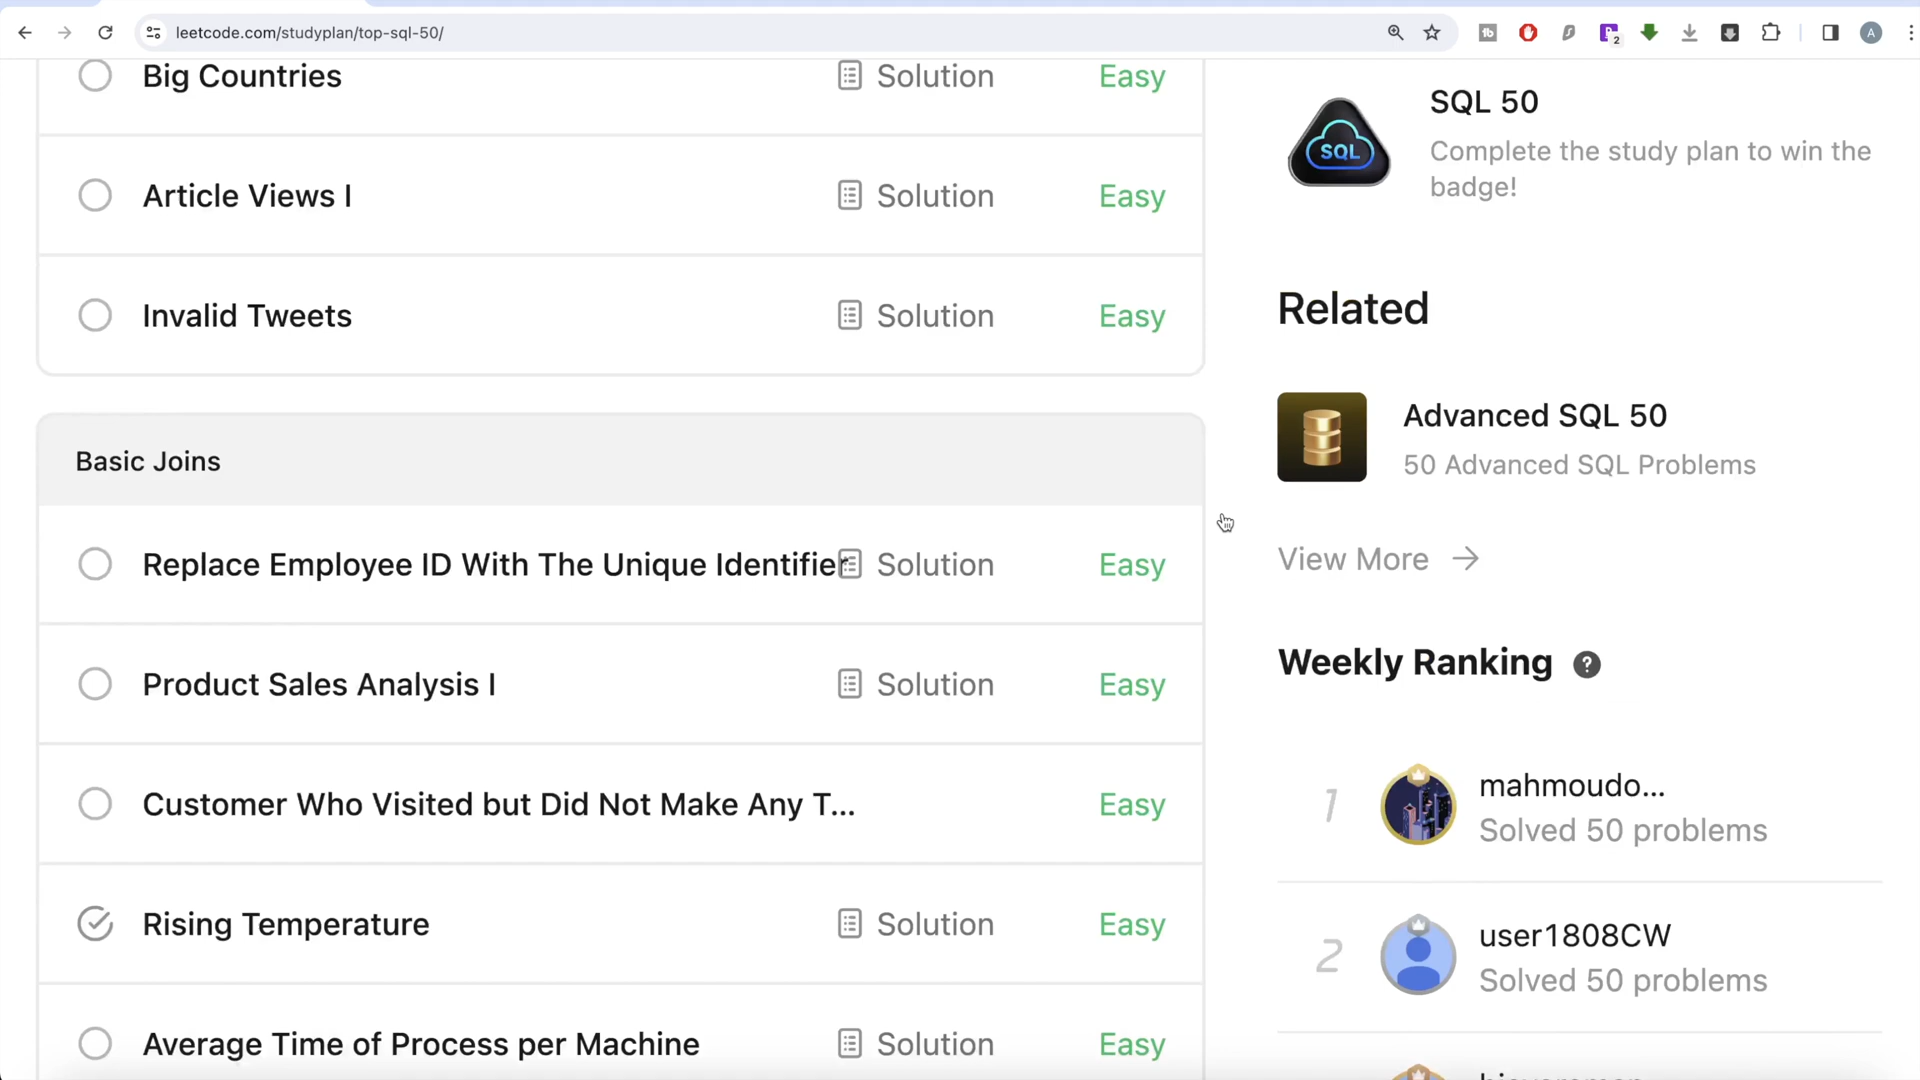 leetcode.com/studyplan/top-sql-50/
2
A
Big Countries Solution Easy
Article Views I Solution Easy
Invalid Tweets Solution Easy
Basic Joins
Replace Employee ID With The Unique Identifier Solution Easy
Product Sales Analysis I Solution Easy
Customer Who Visited but Did Not Make Any T... Easy
Rising Temperature Solution Easy
Average Time of Process per Machine Solution Easy
SQL
SQL 50
Complete the study plan to win the
badge!
Related
Advanced SQL 50
50 Advanced SQL Problems
View More →
Weekly Ranking ?
1 mahmoudo...
Solved 50 problems
2 user1808CW
Solved 50 problems